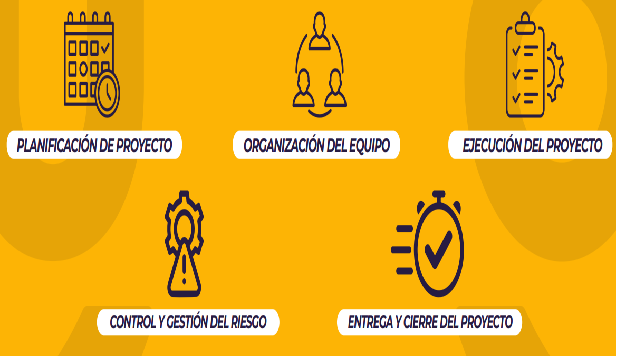 PLANIFICACIÓN DE PROYECTO
ORGANIZACIÓN DEL EQUIPO
EJECUCIÓN DEL PROYECTO
CONTROL Y GESTIÓN DEL RIESGO
ENTREGA Y CIERRE DEL PROYECTO